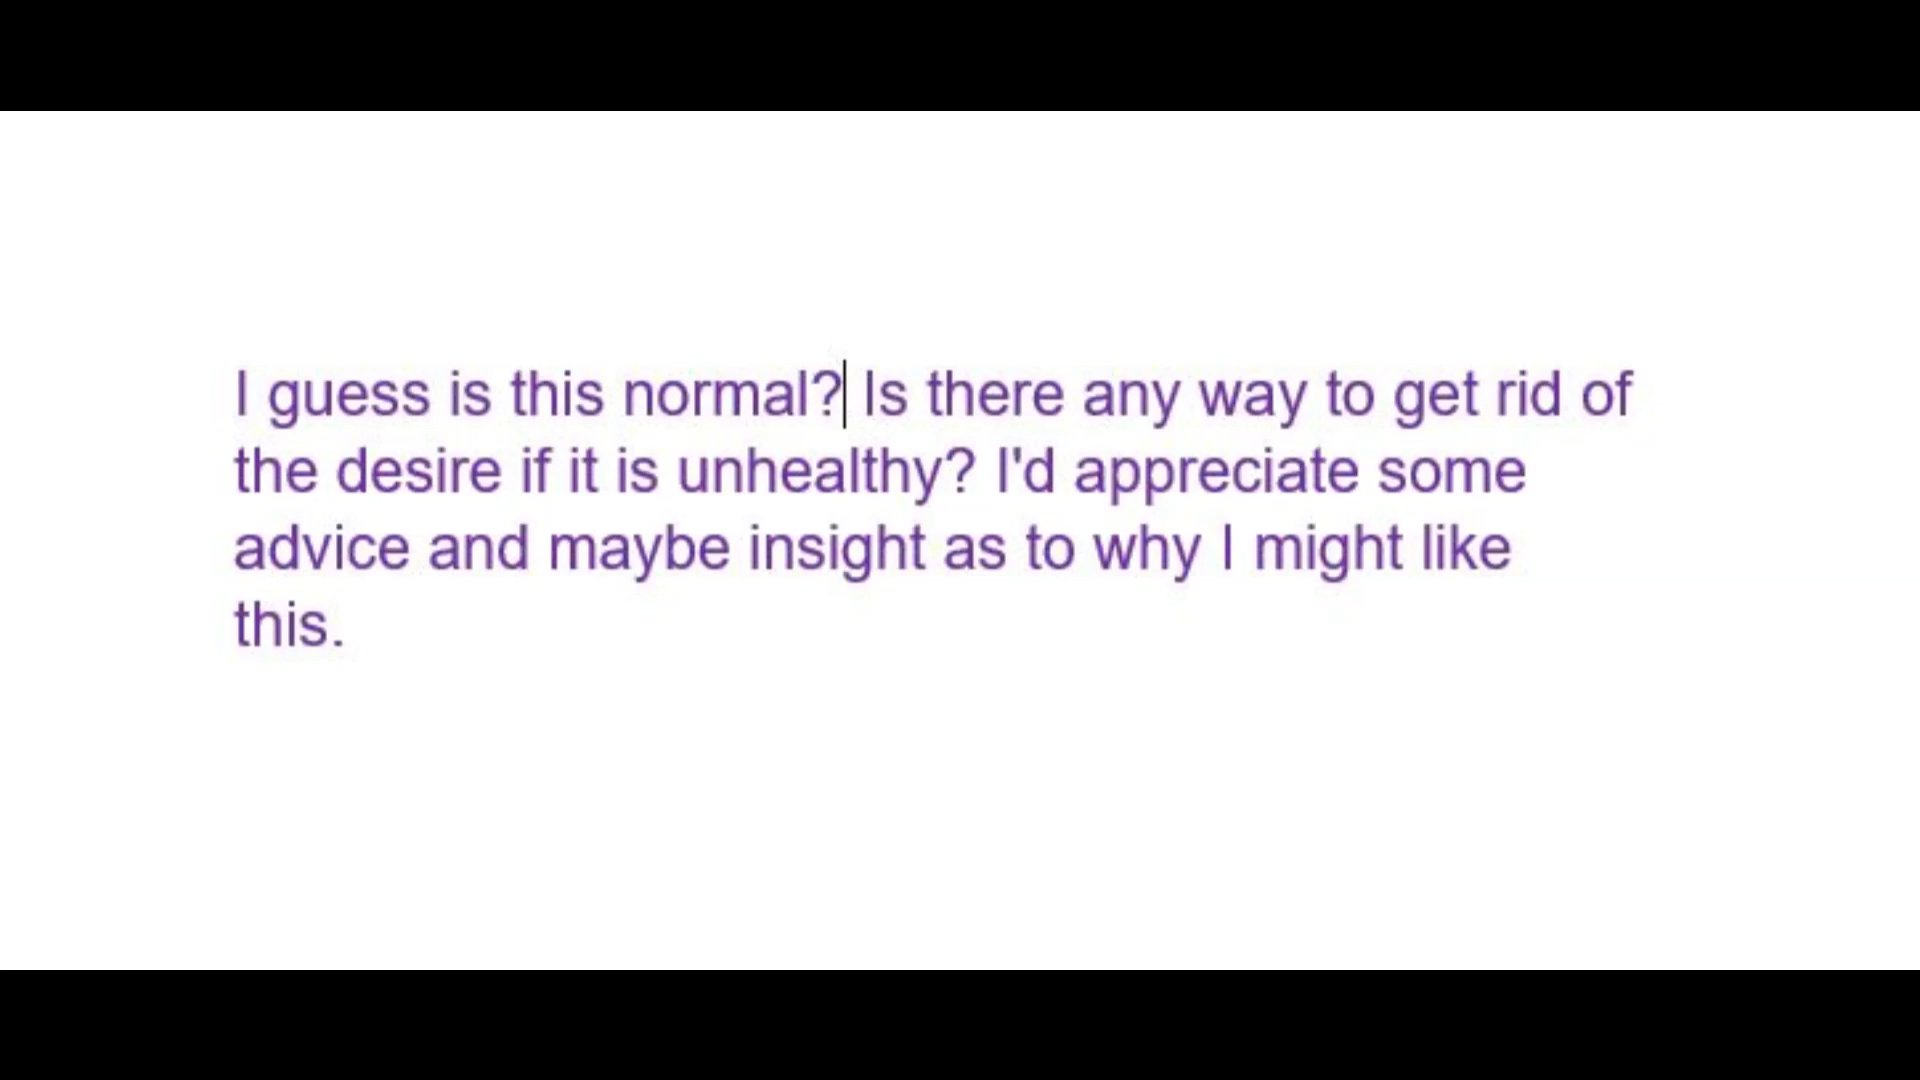 I guess is this normal? Is there any way to get rid of
the desire if it is unhealthy? I'd appreciate some
advice and maybe insight as to why I might like
this.